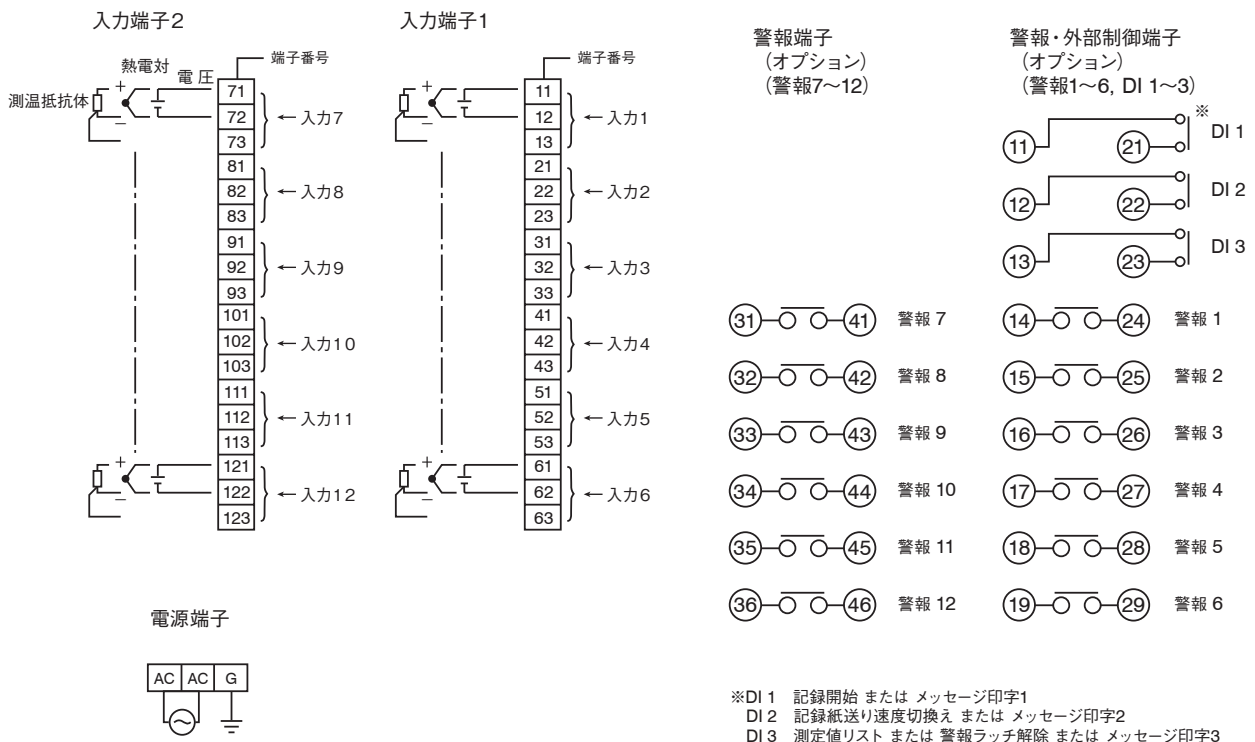 入力端子2
端子番号
熱電対
電圧
測温抵抗体
+
−
71
72
73
←入力7
81
82
83
←入力8
91
92
93
←入力9
101
102
103
←入力10
111
112
113
←入力11
+
−
121
122
123
←入力12
入力端子1
端子番号
+
−
11
12
13
←入力1
21
22
23
←入力2
31
32
33
←入力3
41
42
43
←入力4
51
52
53
←入力5
+
−
61
62
63
←入力6
電源端子
AC AC G
警報端子
(オプション)
(警報7〜12)
31 41 警報 7
32 42 警報 8
33 43 警報 9
34 44 警報 10
35 45 警報 11
36 46 警報 12
警報・外部制御端子
(オプション)
(警報1〜6, DI 1〜3)
※
11 21 DI 1
12 22 DI 2
13 23 DI 3
14 24 警報 1
15 25 警報 2
16 26 警報 3
17 27 警報 4
18 28 警報 5
19 29 警報 6
※DI 1 記録開始 または メッセージ印字1
DI 2 記録紙送り速度切換え または メッセージ印字2
DI 3 測定値リスト または 警報ラッチ解除 または メッセージ印字3